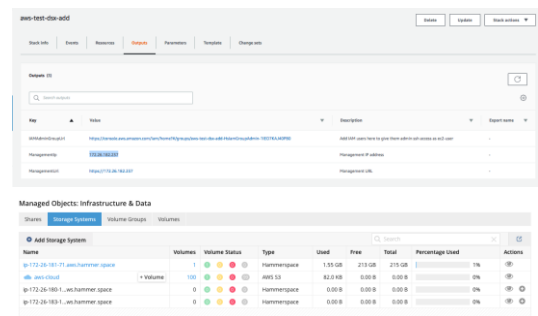 aws-test-dsx-add
Delete
Update
Stack actions ▼
Stack info
Events
Resources
Outputs
Parameters
Template
Change sets
Outputs (3)
Search outputs
Key ▲ Value ▼ Description ▼ Export name ▼
IAMAdminGroupUrl Add IAM users here to give them admin ssh access as ec2-user -
ManagementIp 172.26.183.237 Management IP address -
ManagementUrl https://172.26.183.237 Management URL -
Managed Objects: Infrastructure & Data
Shares Storage Systems Volume Groups Volumes
Add Storage System Search
Name Volumes Volume Status Type Used Free Total Percentage Used Actions
ip-172-26-181-71.aws.hammer.space 1 Hammerspace 1.55 GB 213 GB 215 GB 1%
aws-cloud + Volume 100 AWS S3 82.0 KB 0.00 B 0.00 B 0%
ip-172-26-180-1...ws.hammer.space 0 Hammerspace 0.00 B 0.00 B 0.00 B 0%
ip-172-26-183-1...ws.hammer.space 0 Hammerspace 0.00 B 0.00 B 0.00 B 0%